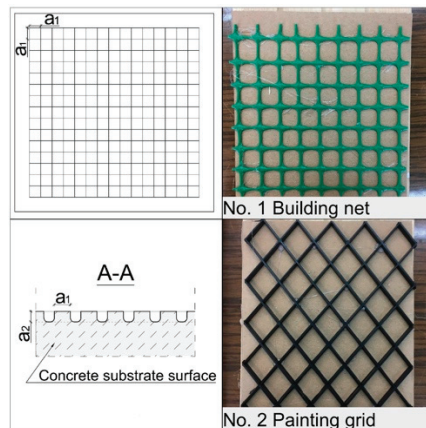 a₁
a₁
No. 1 Building net
A-A
a₁
a₂
Concrete substrate surface
No. 2 Painting grid